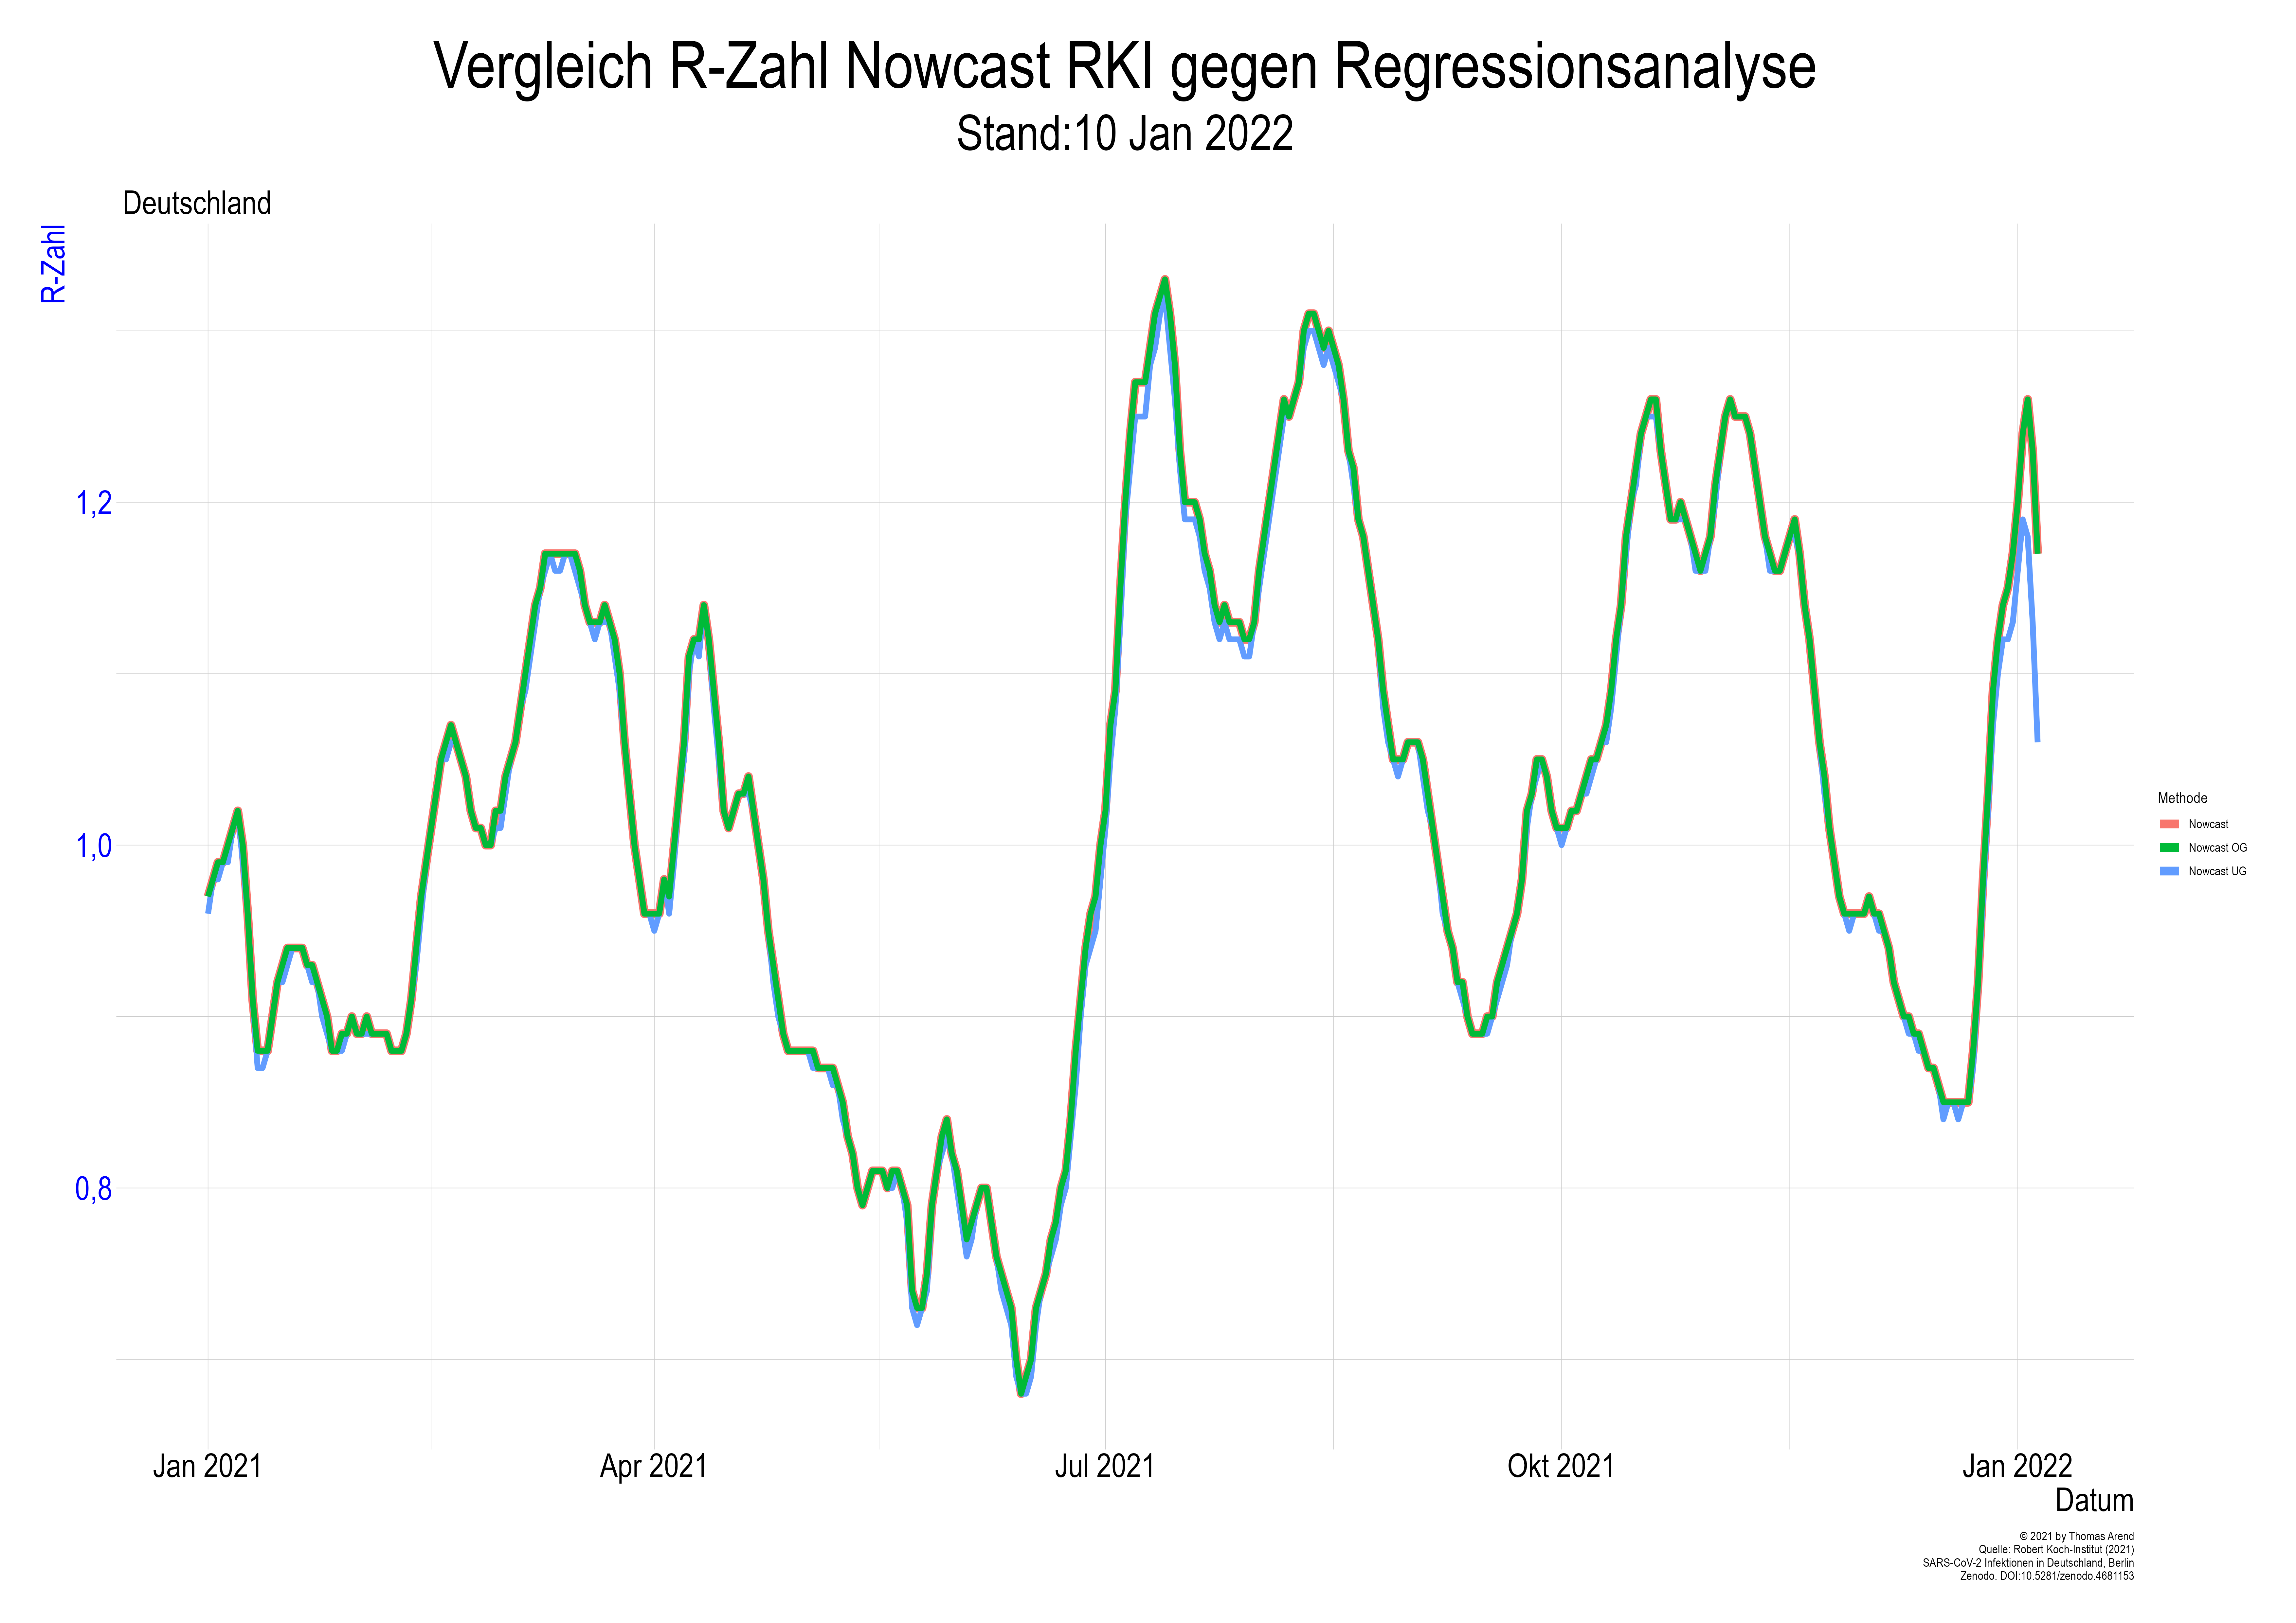 Vergleich R-Zahl Nowcast RKI gegen Regressionsanalyse
Stand:10 Jan 2022
Deutschland
R-Zahl
1,2
1,0
0,8
Jan 2021
Apr 2021
Jul 2021
Okt 2021
Jan 2022
Datum
Methode
Nowcast
Nowcast OG
Nowcast UG
© 2021 by Thomas Arend
Quelle: Robert Koch-Institut (2021)
SARS-CoV-2 Infektionen in Deutschland, Berlin
Zenodo. DOI:10.5281/zenodo.4681153